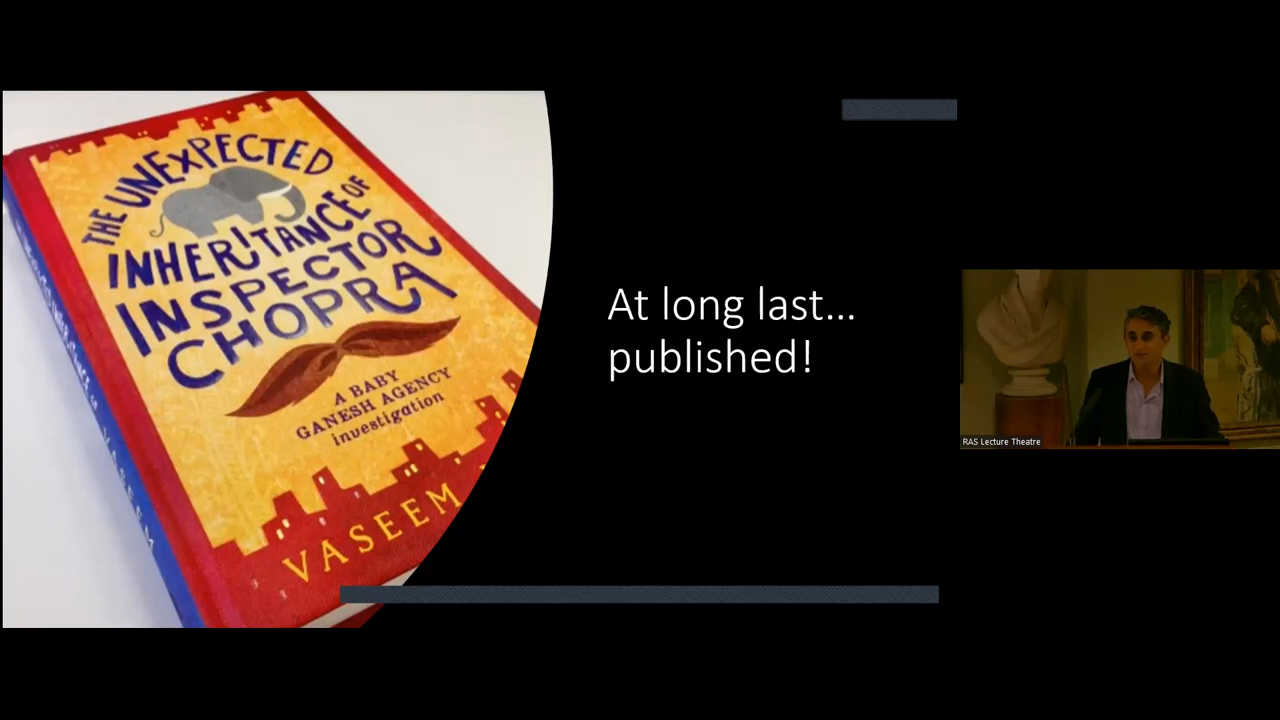 THE UNEXPECTED
INHERITANCE OF
INSPECTOR
CHOPRA
A BABY
GANESH AGENCY
investigation
VASEEM
At long last...
published!
RAS Lecture Theatre